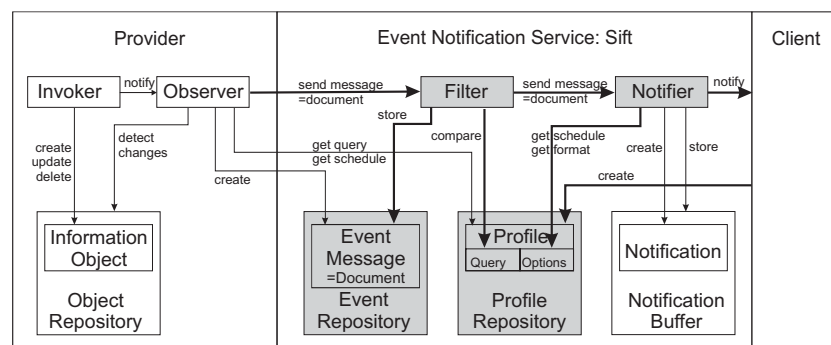 Provider
Event Notification Service: Sift
Client
Invoker
notify
Observer
send message
=document
Filter
send message
=document
Notifier
notify
create
update
delete
detect
changes
create
get query
get schedule
store
compare
get schedule
get format
create
store
create
Information
Object
Object
Repository
Event
Message
=Document
Event
Repository
Profile
Query
Options
Profile
Repository
Notification
Notification
Buffer